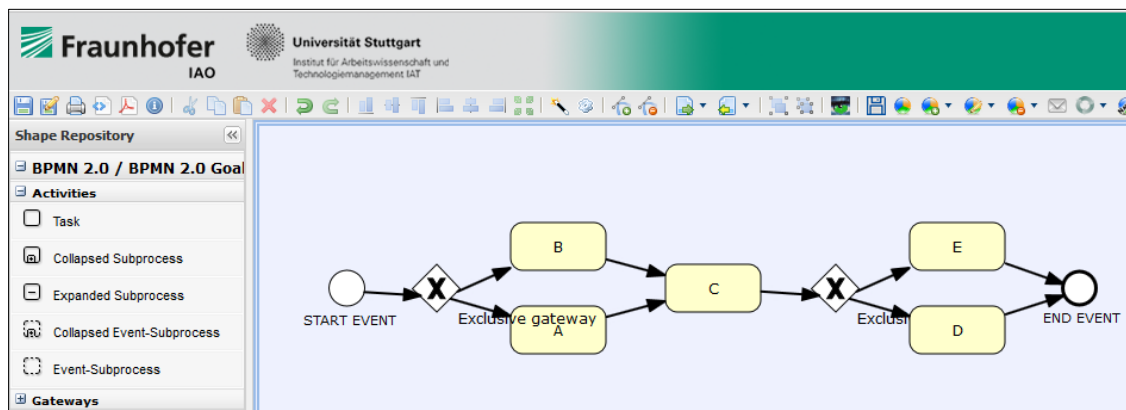 Fraunhofer
IAO
Universität Stuttgart
Institut für Arbeitswissenschaft und
Technologiemanagement IAT
Shape Repository
BPMN 2.0 / BPMN 2.0 Goal
Activities
Task
Collapsed Subprocess
Expanded Subprocess
Collapsed Event-Subprocess
Event-Subprocess
Gateways
START EVENT
X
Exclusive gateway
B
A
C
X
Exclusi
E
D
END EVENT